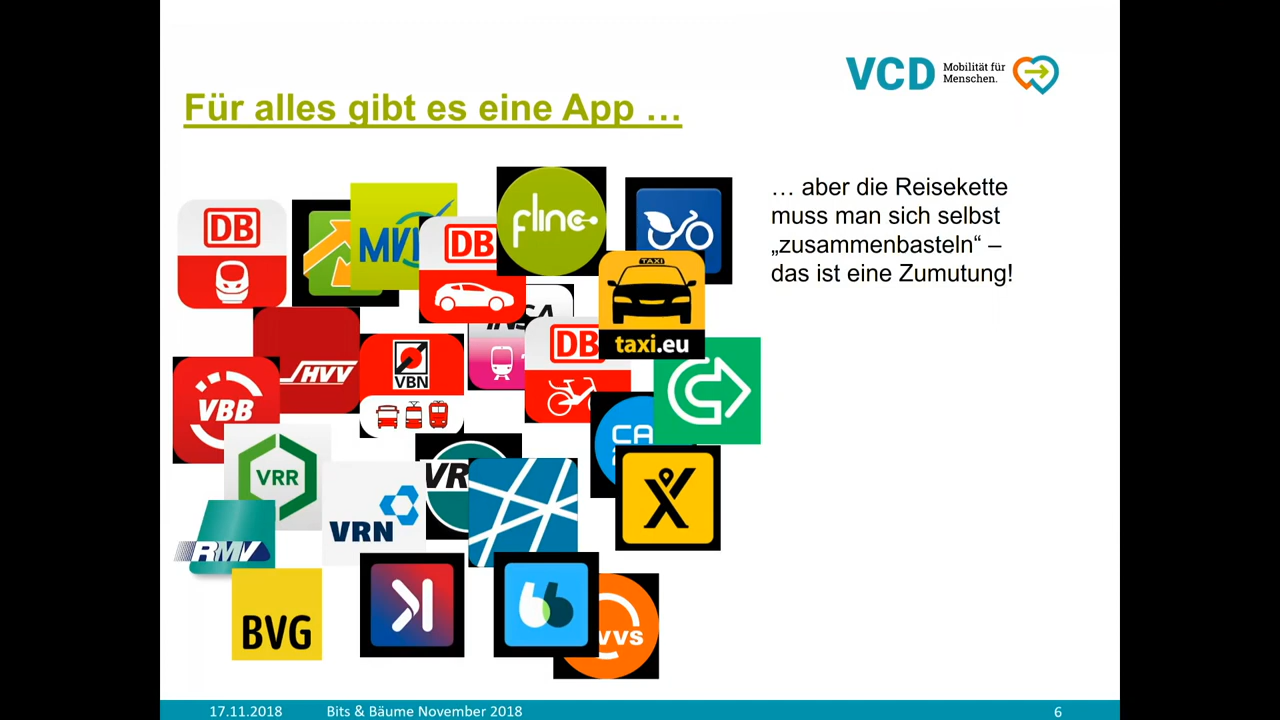 VCD Mobilität für
Menschen.
Für alles gibt es eine App …
… aber die Reisekette
muss man sich selbst
„zusammenbasteln“ –
das ist eine Zumutung!
DB
DB
flinc
TAXI
taxi.eu
INSA
DB
HVV
VBN
VBB
VRR
VRN
RMV
BVG
17.11.2018 Bits & Bäume November 2018 6